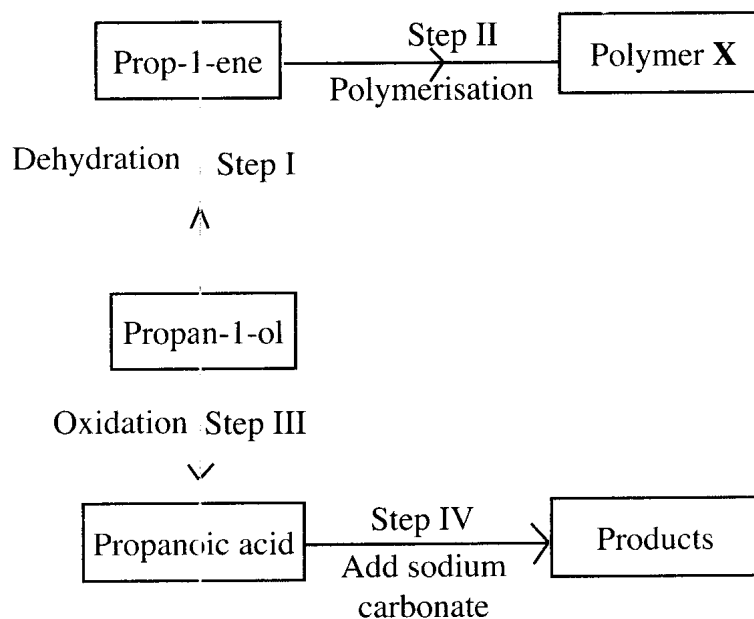 Step II
Prop-1-ene
Polymer X
Polymerisation
Dehydration Step I
Propan-1-ol
Oxidation Step III
Step IV
Propanoic acid
Products
Add sodium
carbonate